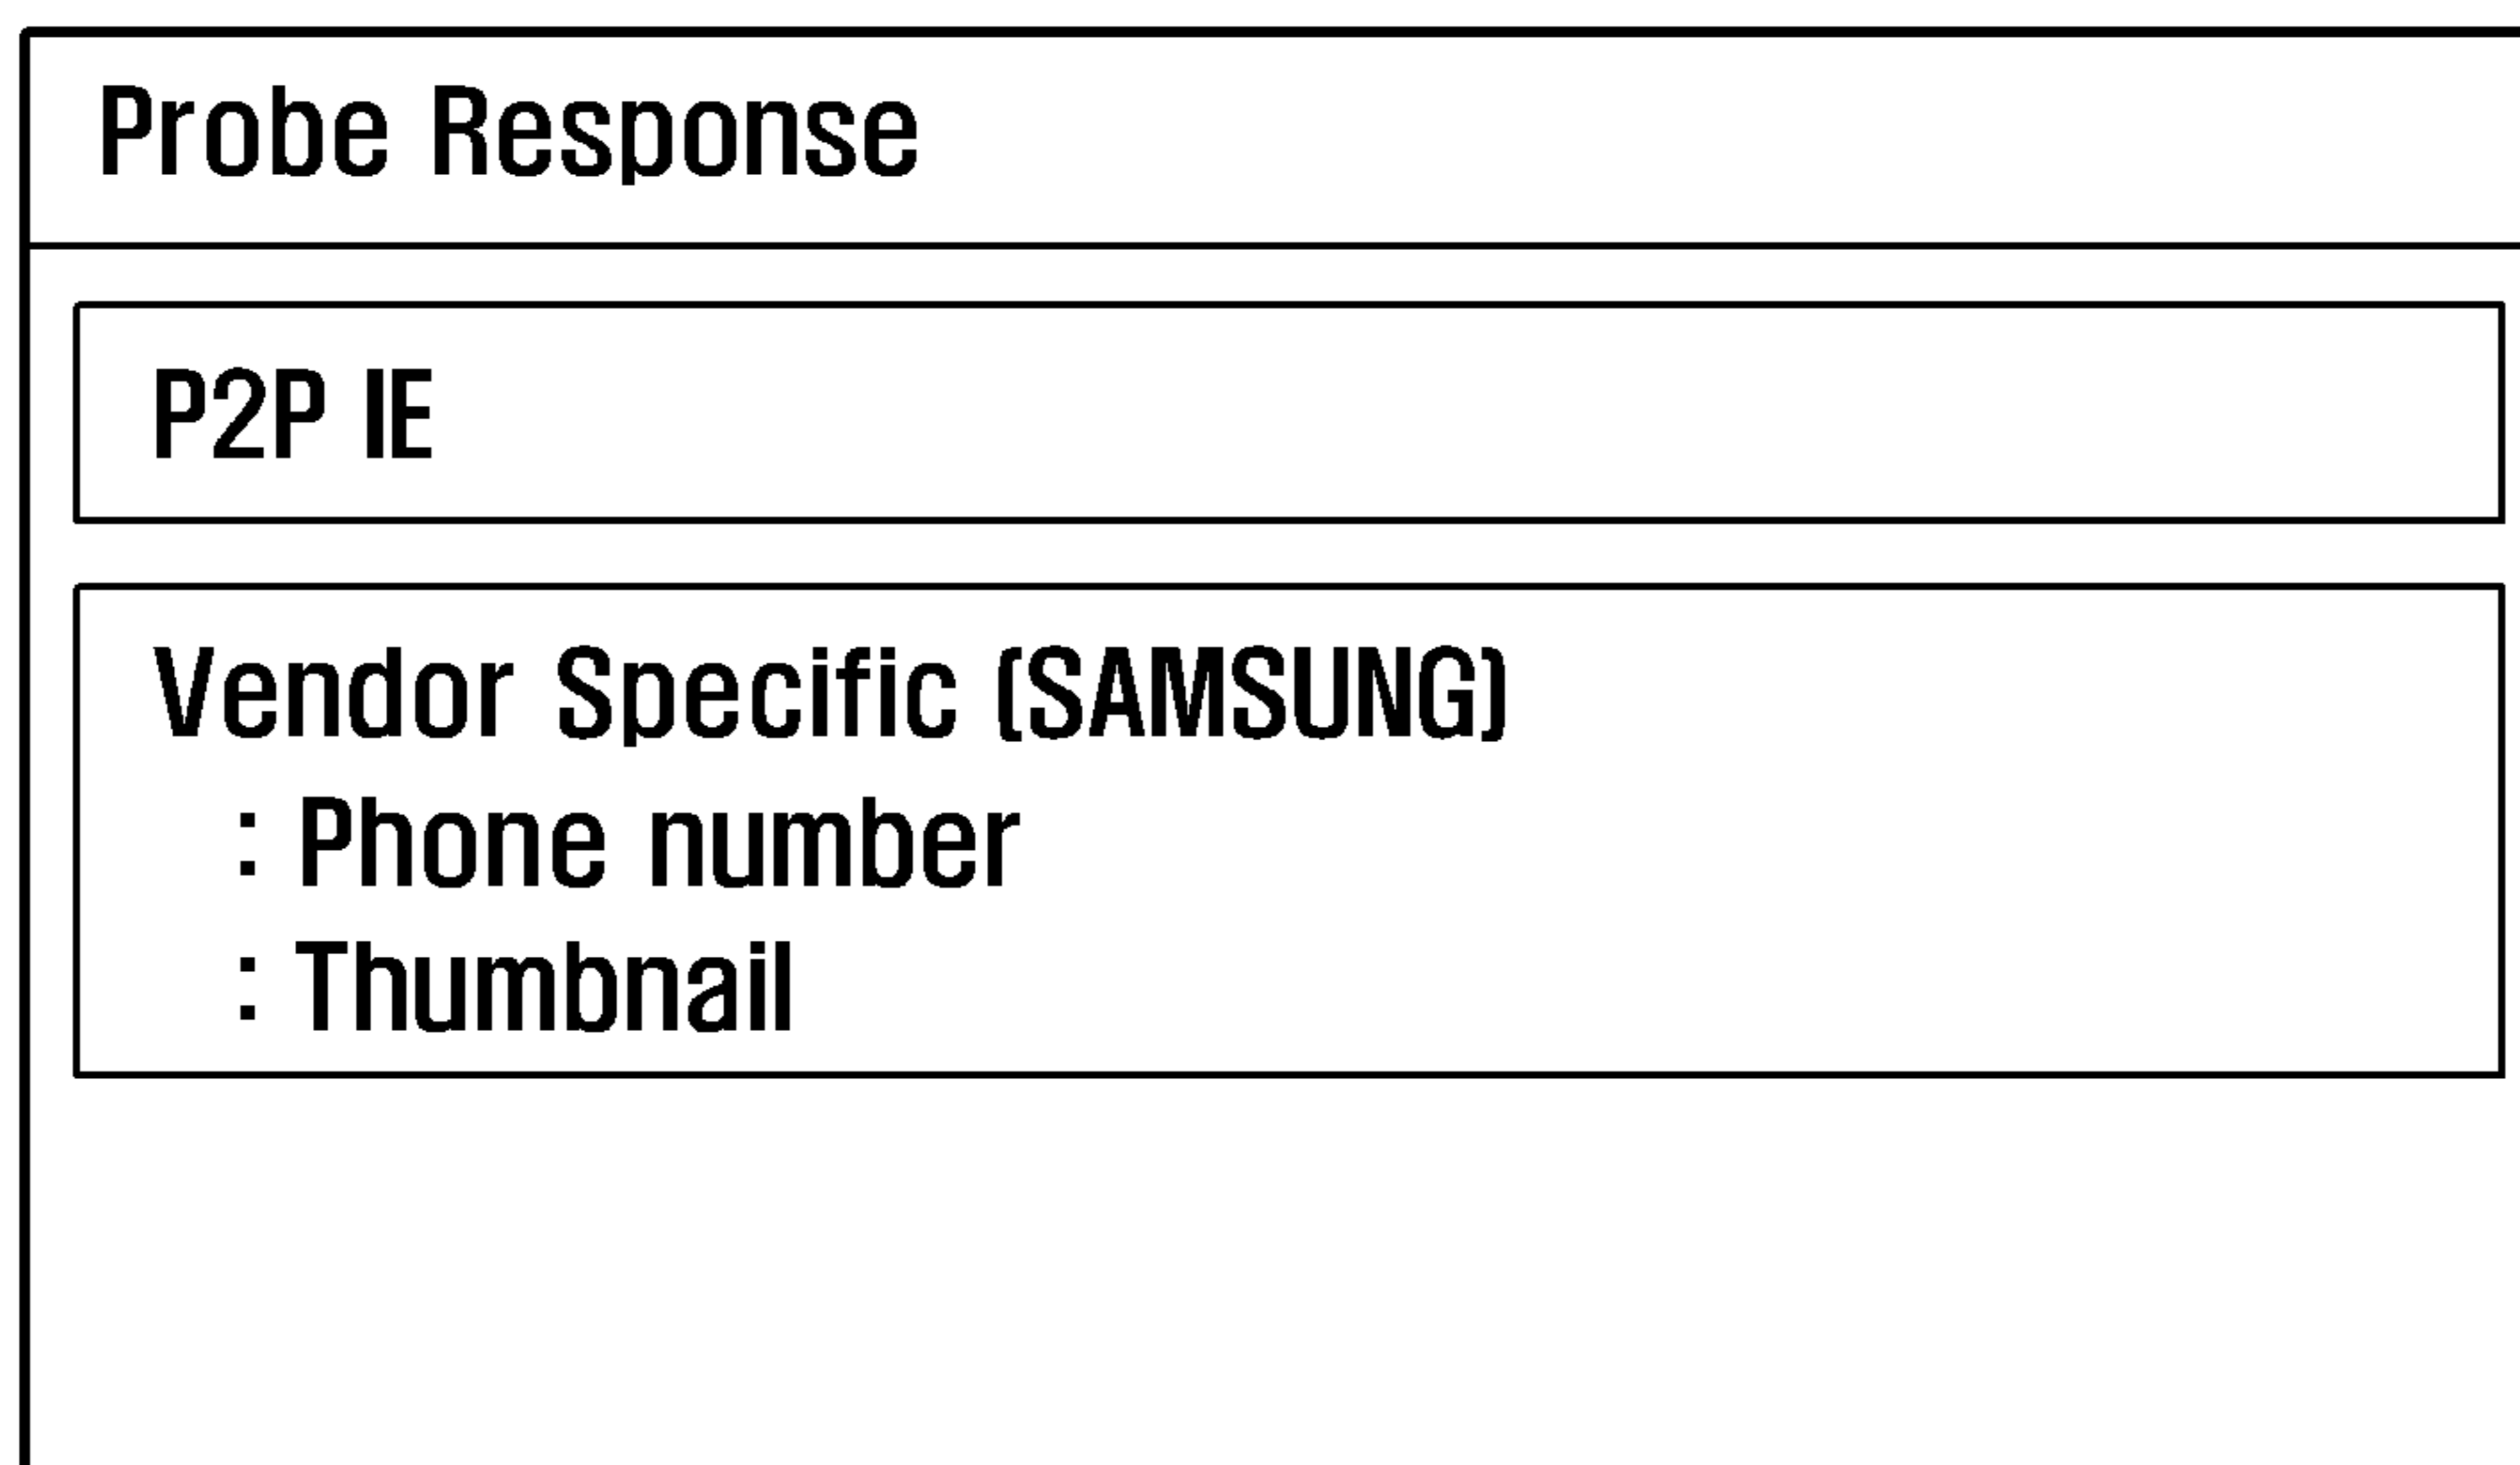 Probe Response
P2P IE
Vendor Specific (SAMSUNG)
: Phone number
: Thumbnail